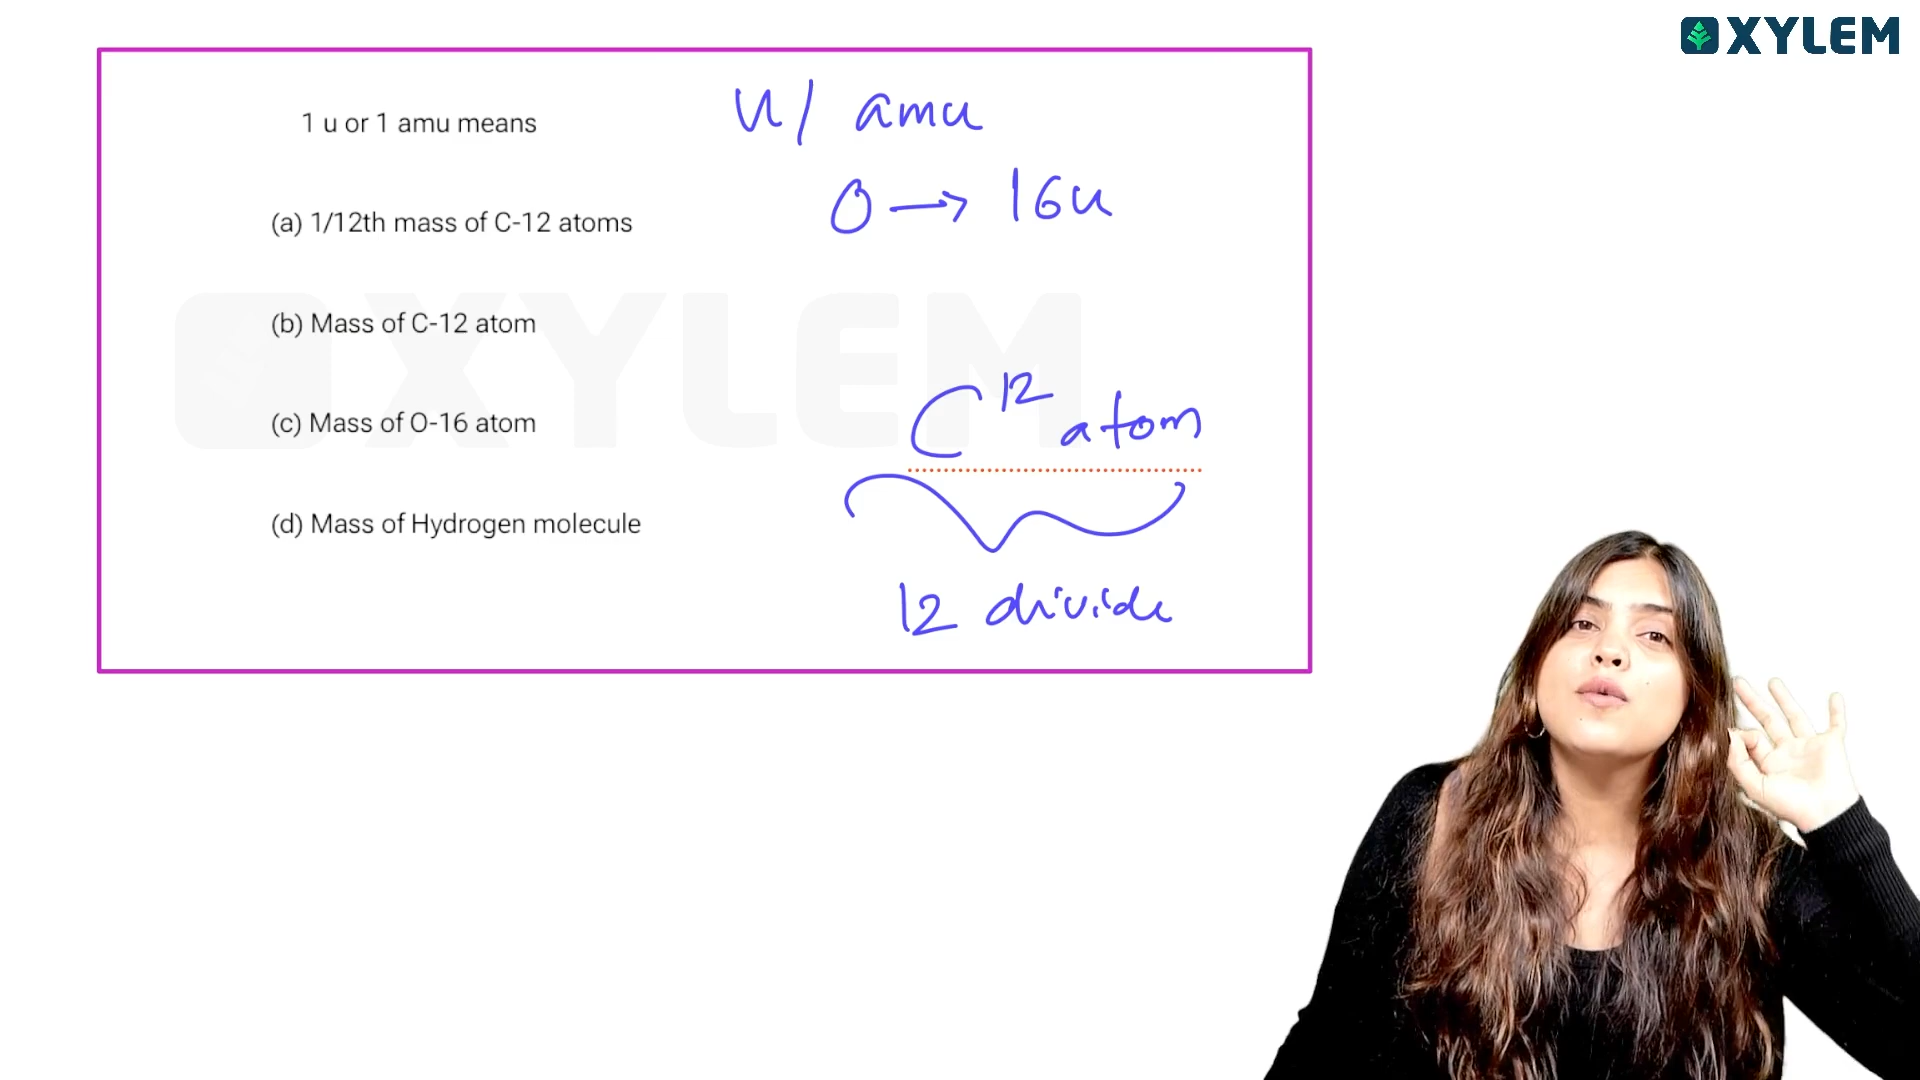 XYLEM
1 u or 1 amu means
u/ amu
(a) 1/12th mass of C-12 atoms
O → 16u
(b) Mass of C-12 atom
(c) Mass of O-16 atom
C12 atom
(d) Mass of Hydrogen molecule
12 divide
XYLEM